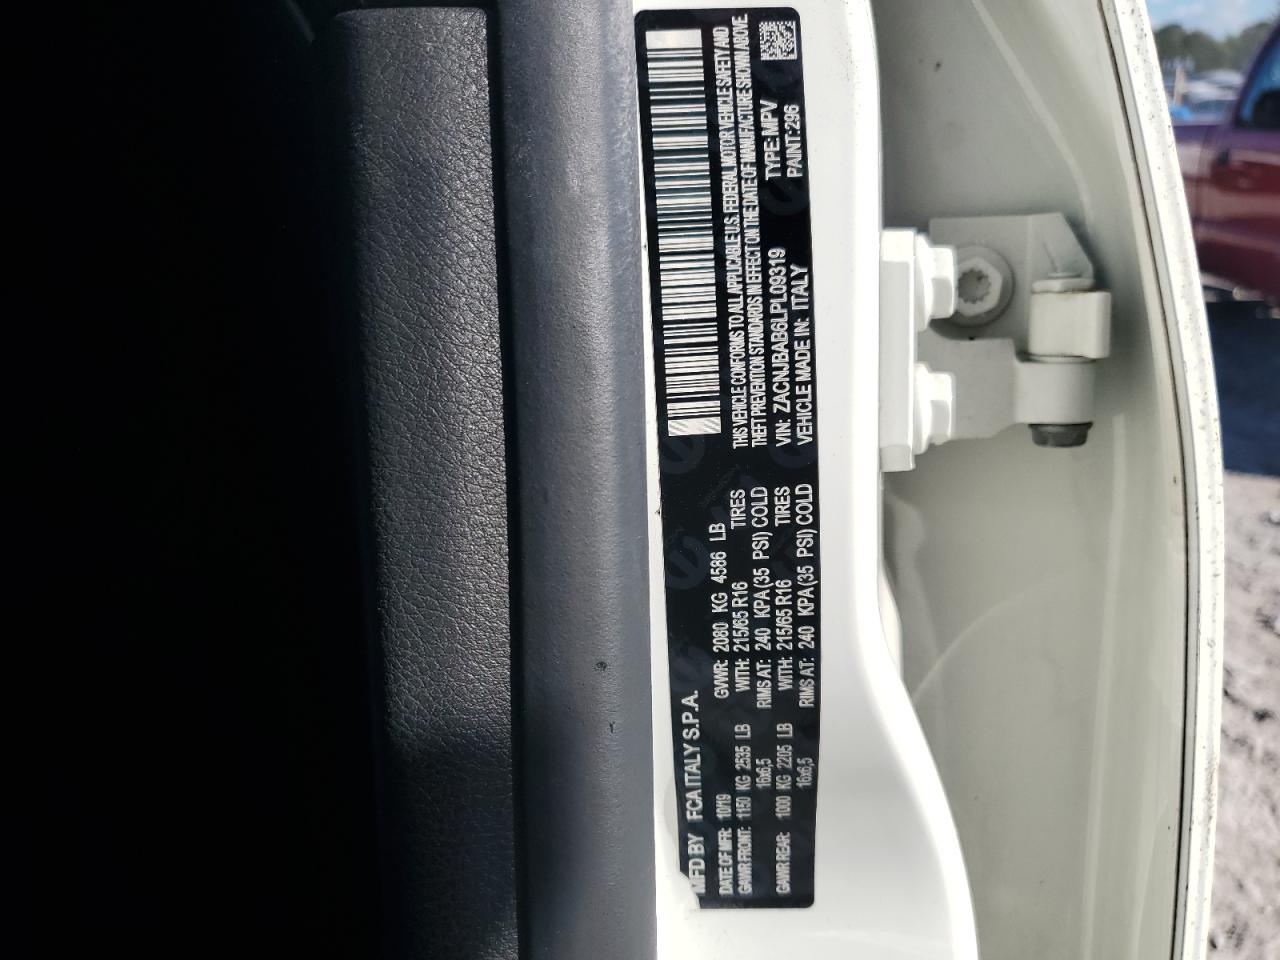 MFD BY FCA ITALY S.P.A.
DATE OF MFR: 10/19 GVWR: 2080 KG 4586 LB
GAWR FRONT: 1150 KG 2535 LB WITH: 215/65 R16 TIRES
16x6,5 RIMS AT: 240 KPA(35 PSI) COLD
GAWR REAR: 1000 KG 2205 LB WITH: 215/65 R16 TIRES
16x6,5 RIMS AT: 240 KPA(35 PSI) COLD
THIS VEHICLE CONFORMS TO ALL APPLICABLE U.S. FEDERAL MOTOR VEHICLE SAFETY AND
THEFT PREVENTION STANDARDS IN EFFECT ON THE DATE OF MANUFACTURE SHOWN ABOVE
VIN: ZACNJBAB6LPL09319 TYPE: MPV
VEHICLE MADE IN: ITALY PAINT: 296